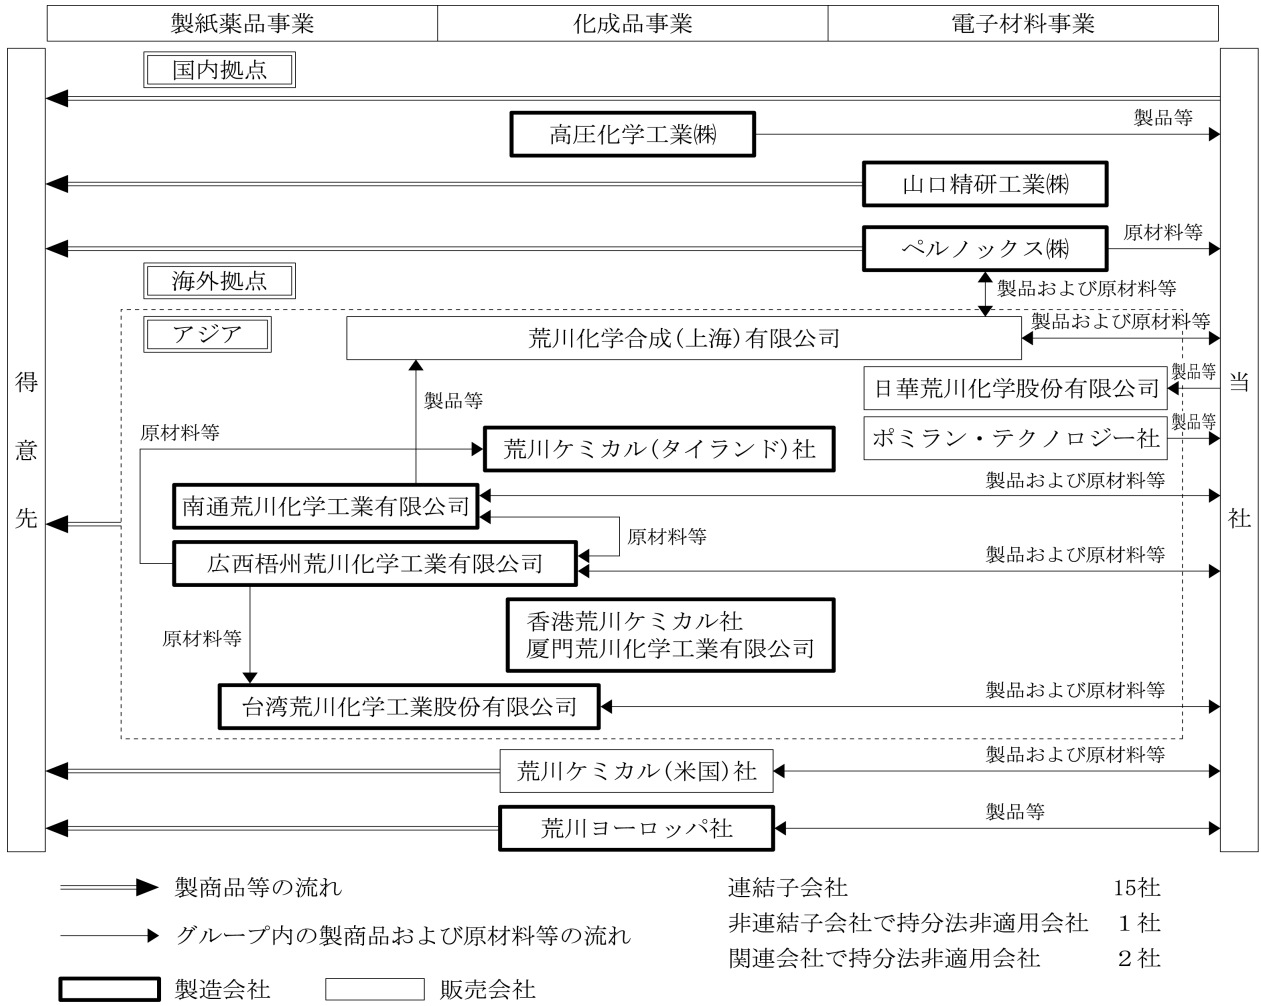 製紙薬品事業
化成品事業
電子材料事業
国内拠点
高圧化学工業㈱
製品等
山口精研工業㈱
ペルノックス㈱
原材料等
海外拠点
製品および原材料等
アジア
荒川化学合成(上海)有限公司
製品および原材料等
日華荒川化学股份有限公司
製品等
製品等
ポミラン・テクノロジー社
製品等
原材料等
荒川ケミカル(タイランド)社
南通荒川化学工業有限公司
製品および原材料等
原材料等
広西梧州荒川化学工業有限公司
製品および原材料等
香港荒川ケミカル社
厦門荒川化学工業有限公司
原材料等
台湾荒川化学工業股份有限公司
製品および原材料等
荒川ケミカル(米国)社
製品および原材料等
荒川ヨーロッパ社
製品等
得意先
当社
製商品等の流れ
グループ内の製商品および原材料等の流れ
製造会社
販売会社
連結子会社 15社
非連結子会社で持分法非適用会社 1社
関連会社で持分法非適用会社 2社